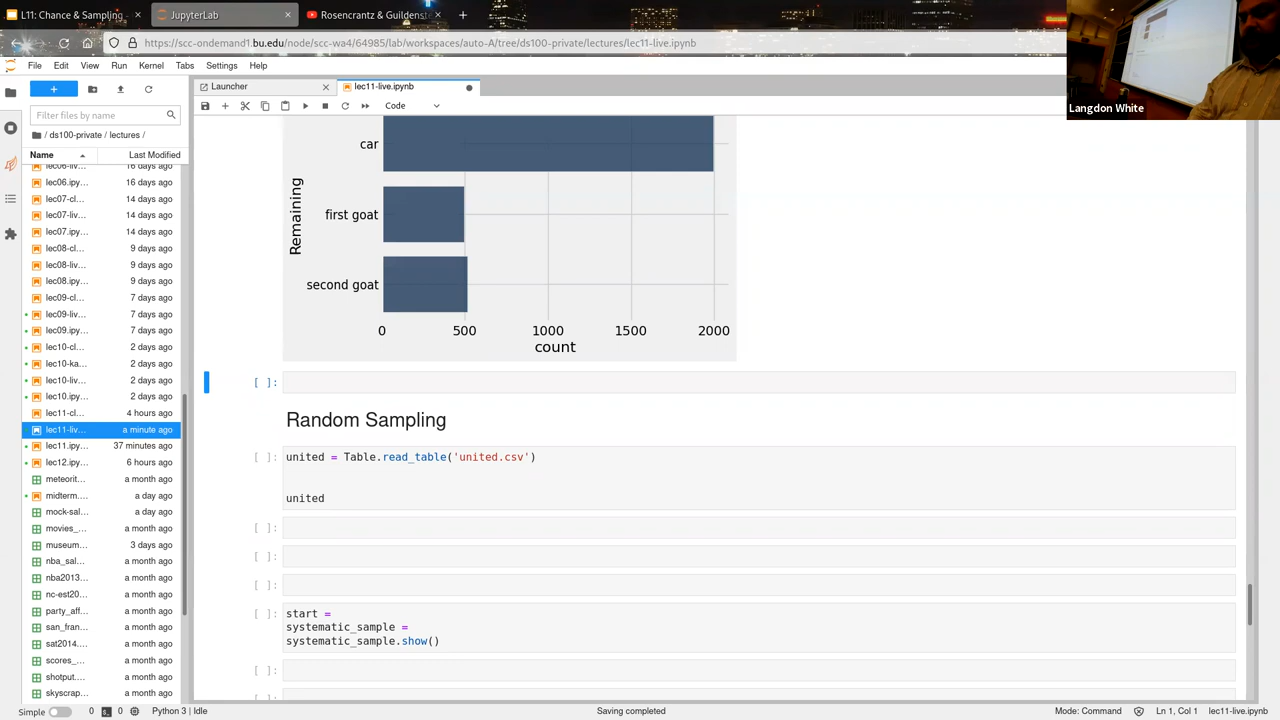 L11: Chance & Sampling -
JupyterLab
Rosencrantz & Guildenste
https://scc-ondemand1.bu.edu/node/scc-wa4/64985/lab/workspaces/auto-A/tree/ds100-private/lectures/lec11-live.ipynb
File Edit View Run Kernel Tabs Settings Help
Langdon White
Launcher
lec11-live.ipynb
Code
Filter files by name
/ ds100-private / lectures /
Name Last Modified
lec06-liv... 16 days ago
lec06.ipy... 16 days ago
lec07-cl... 14 days ago
lec07-liv... 14 days ago
lec07.ipy... 14 days ago
lec08-cl... 9 days ago
lec08-liv... 9 days ago
lec08.ipy... 9 days ago
lec09-cl... 7 days ago
lec09-liv... 7 days ago
lec09.ipy... 7 days ago
lec10-cl... 2 days ago
lec10-ka... 2 days ago
lec10-liv... 2 days ago
lec10.ipy... 2 days ago
lec11-cl... 4 hours ago
lec11-liv... a minute ago
lec11.ipy... 37 minutes ago
lec12.ipy... 6 hours ago
meteorit... a month ago
midterm.... a day ago
mock-sal... a day ago
movies_... a month ago
museum... 3 days ago
nba_sal... a month ago
nba2013... a month ago
nc-est20... a month ago
party_aff... a month ago
san_fran... a month ago
sat2014.... a month ago
scores_... a month ago
shotput.... a month ago
skyscrap... a month ago
Remaining
car
first goat
second goat
0 500 1000 1500 2000
count
[ ]:
Random Sampling
[ ]: united = Table.read_table('united.csv')
united
[ ]:
[ ]:
[ ]:
[ ]: start =
systematic_sample =
systematic_sample.show()
[ ]:
[ ]:
Simple 0 0 Python 3 | Idle Saving completed Mode: Command Ln 1, Col 1 lec11-live.ipynb